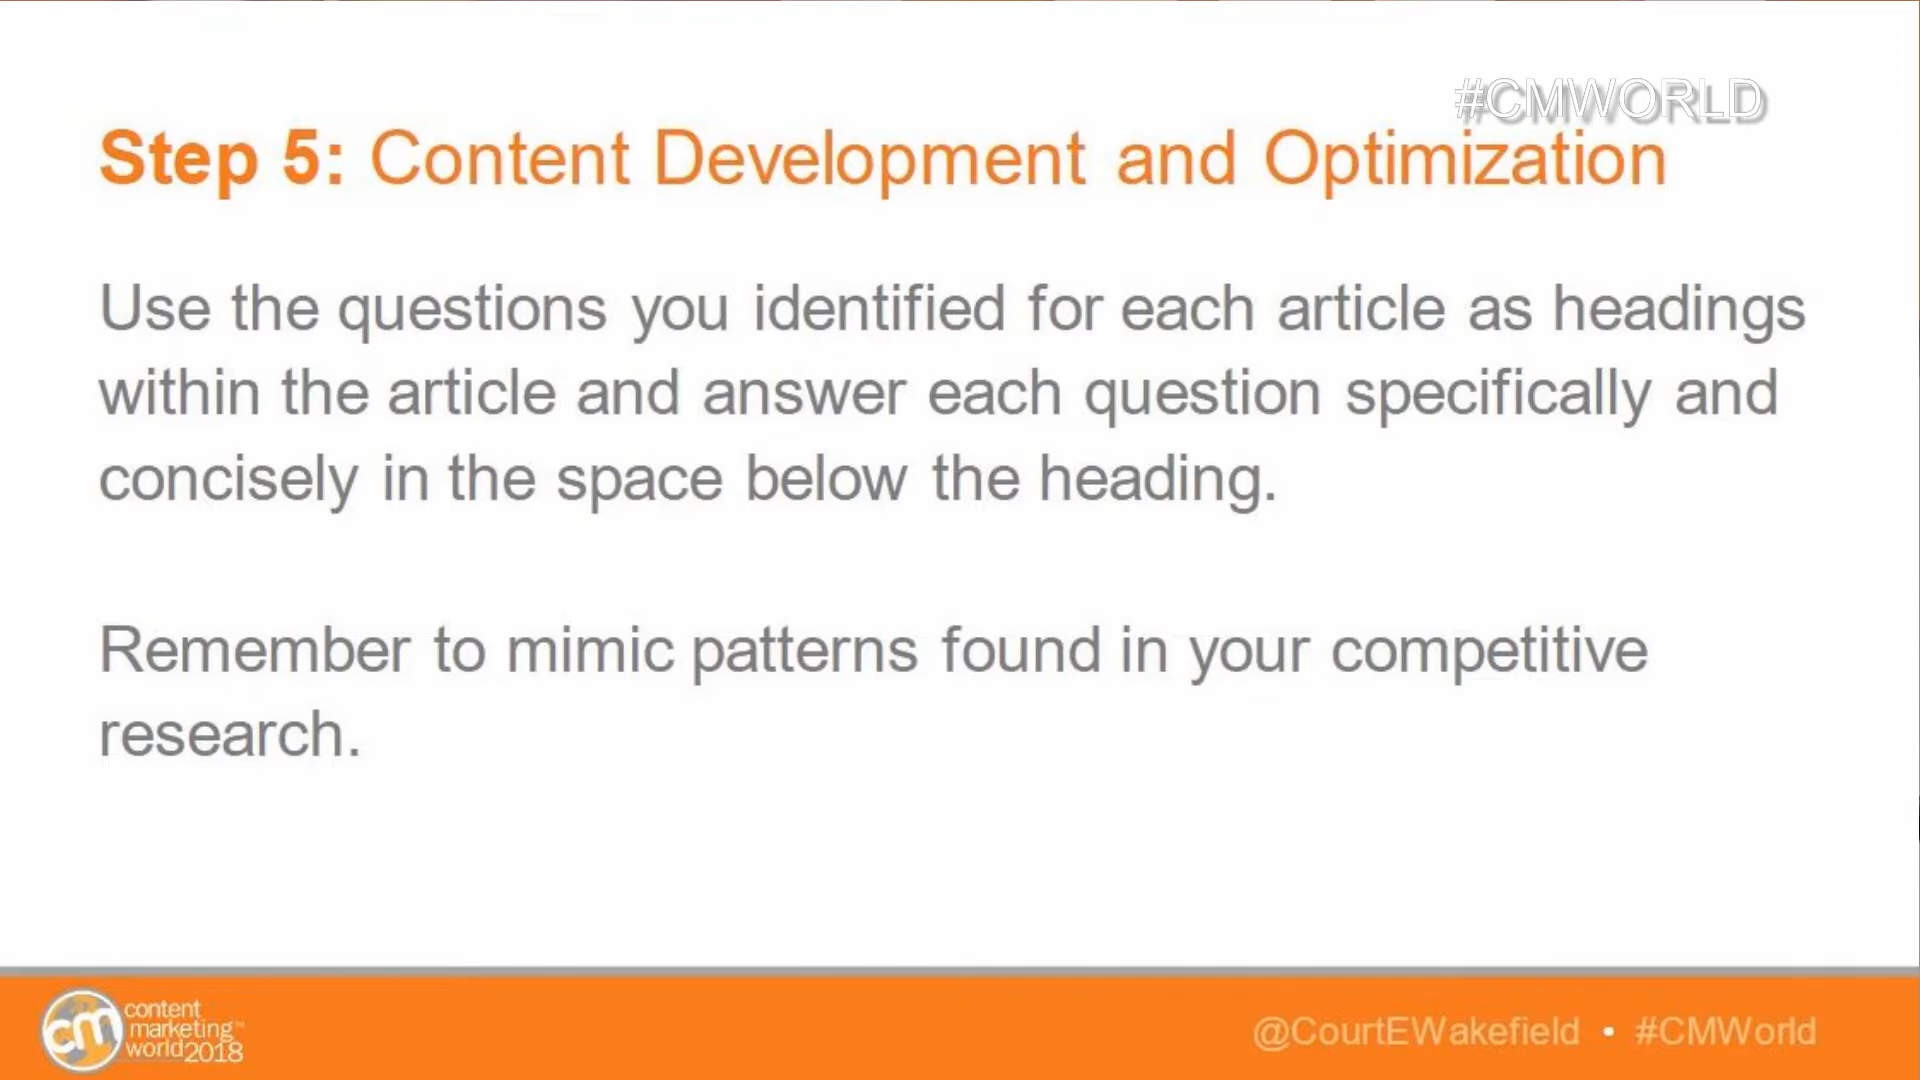 #CMWORLD
Step 5: Content Development and Optimization
Use the questions you identified for each article as headings
within the article and answer each question specifically and
concisely in the space below the heading.
Remember to mimic patterns found in your competitive
research.
cm
content
marketing™
world2018
@CourtEWakefield • #CMWorld